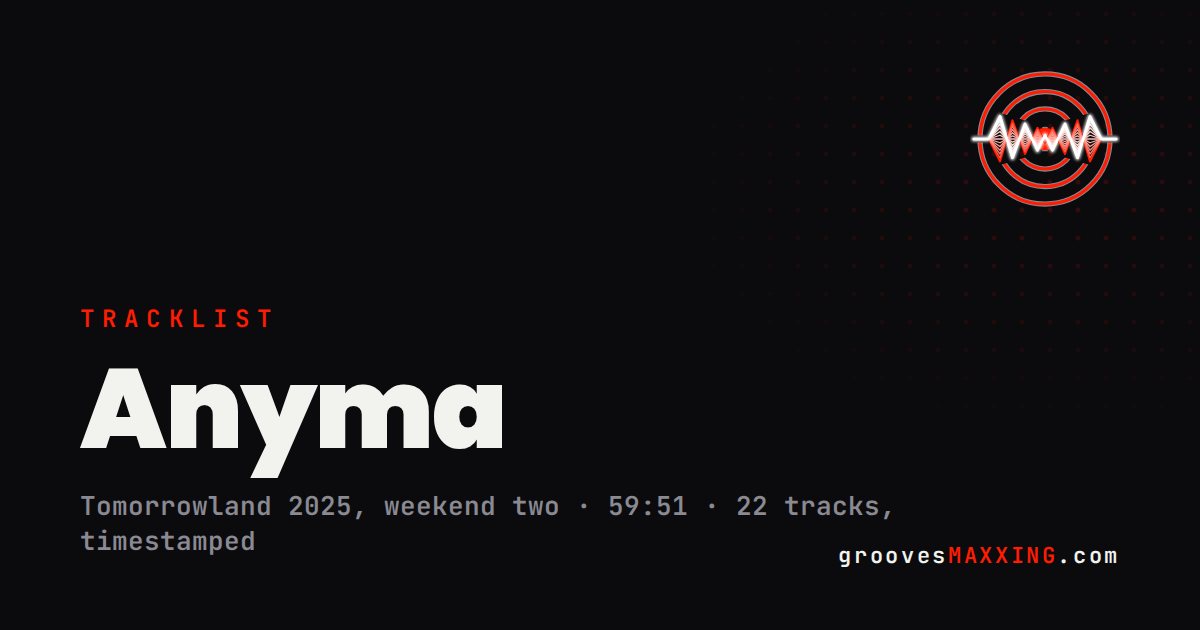 TRACKLIST
Anyma
Tomorrowland 2025, weekend two · 59:51 · 22 tracks,
timestamped
groovesMAXXING.com